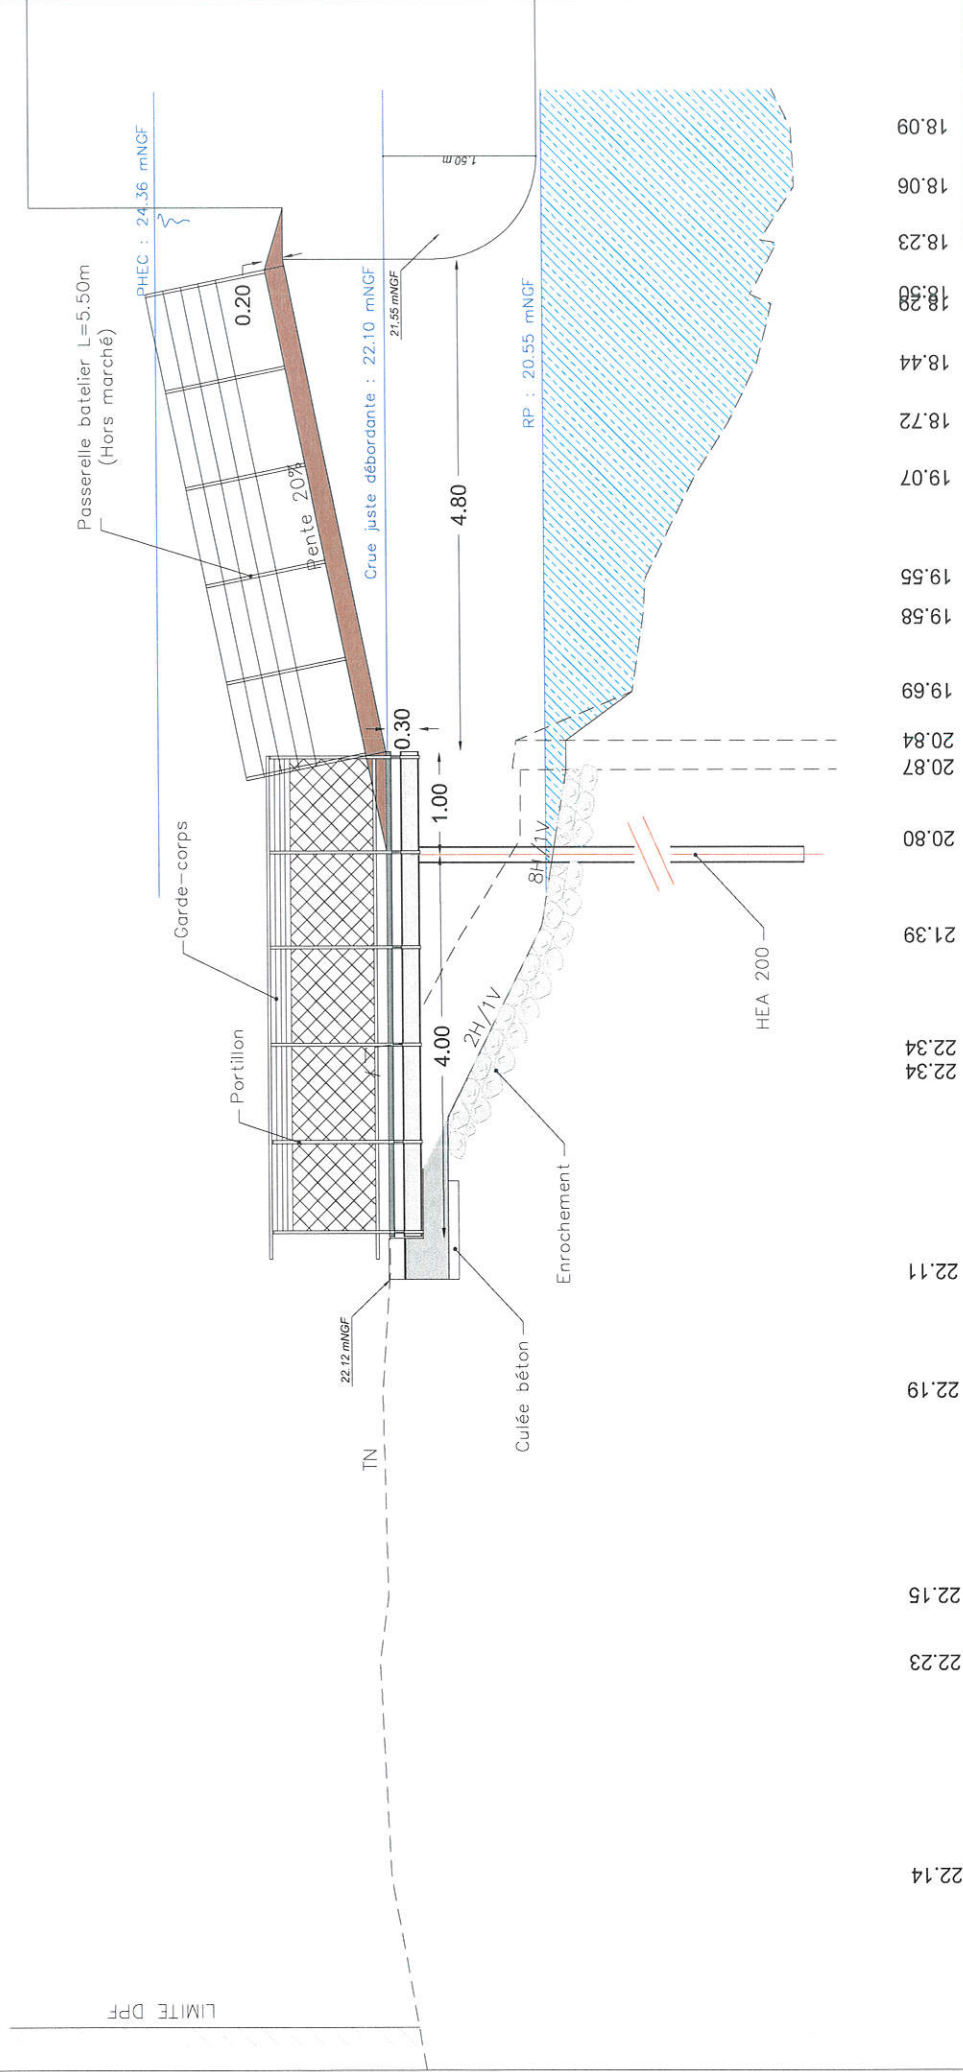 LIMITE DPF
TN
22.12 mNGF
Culée béton
Enrochement
Portillon
Garde-corps
4.00
2H/1V
8H/1V
1.00
0.30
HEA 200
Passerelle batelier L=5.50m
(Hors marché)
Pente 20%
0.20
4.80
PHEC : 24.36 mNGF
Crue juste débordante : 22.10 mNGF
21.55 mNGF
RP : 20.55 mNGF
1.50 m
22.14
22.23
22.15
22.19
22.11
22.34
22.34
21.39
20.80
20.87
20.84
19.69
19.58
19.55
19.07
18.72
18.44
18.29
18.50
18.23
18.06
18.09